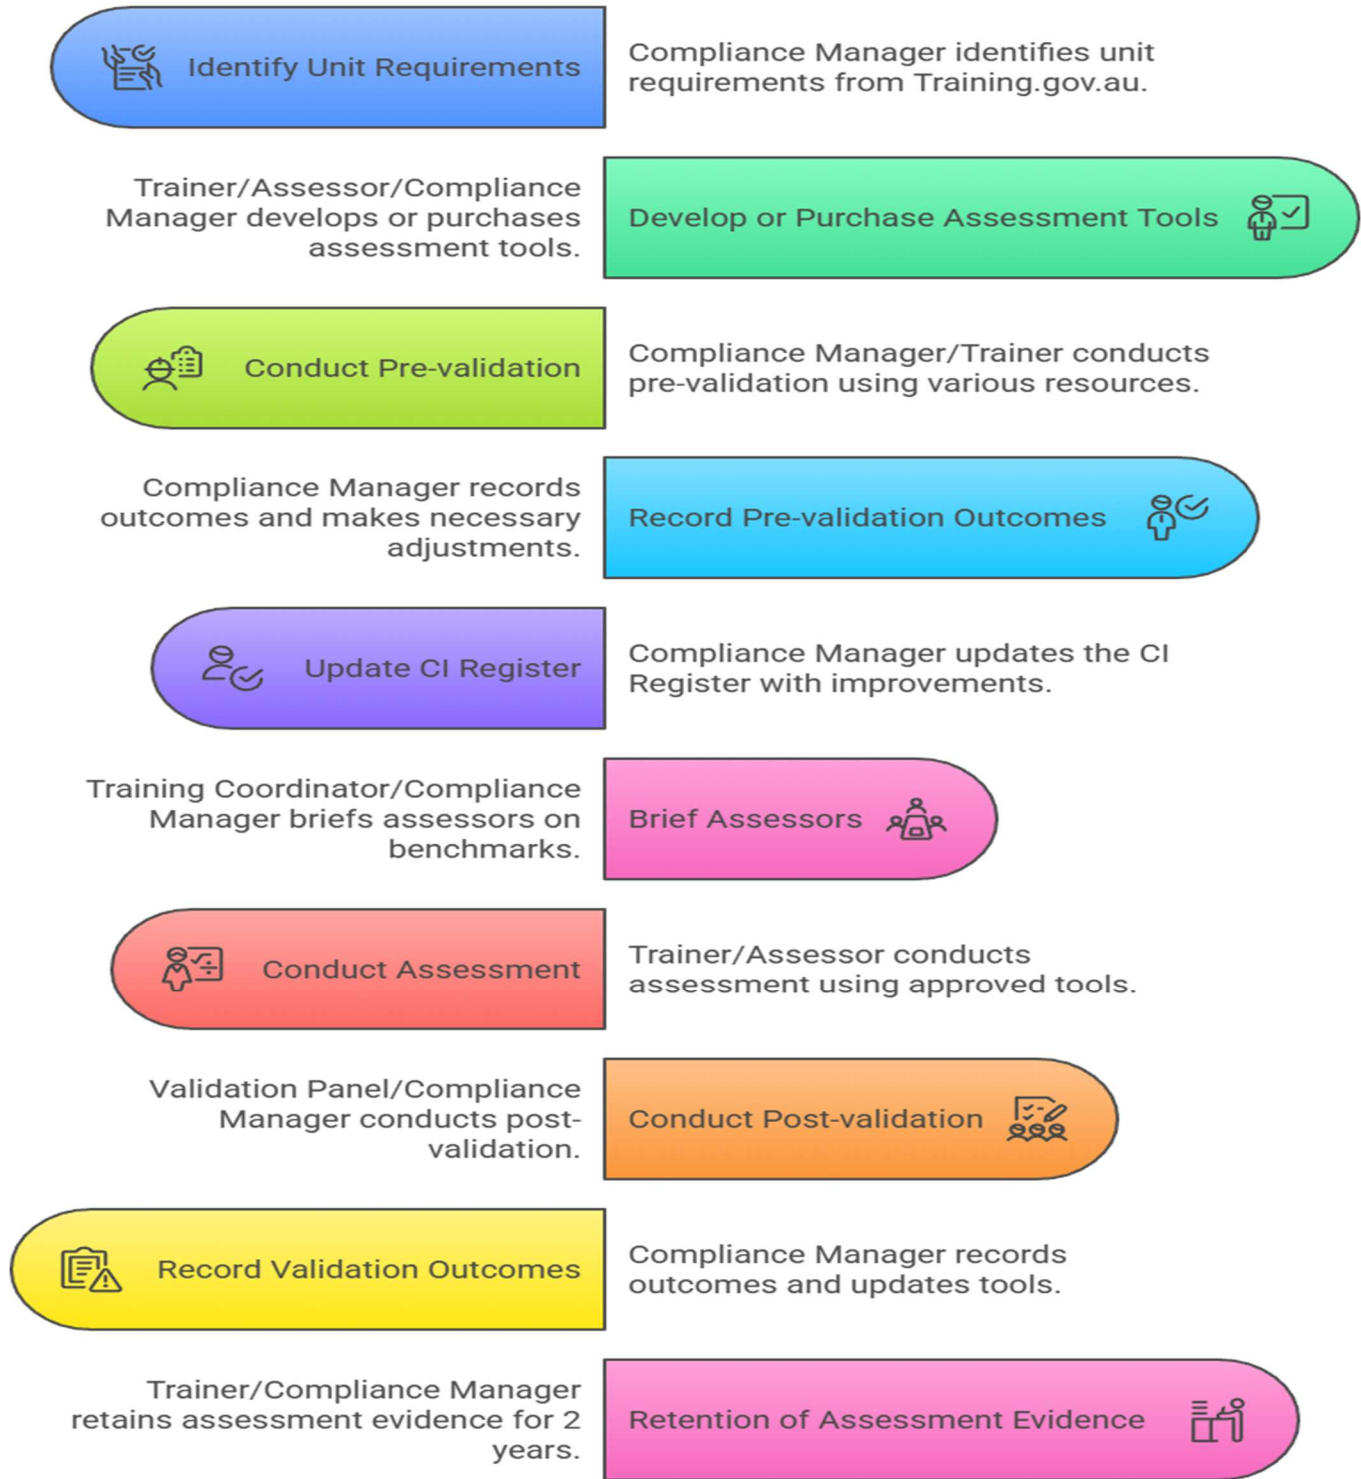 Identify Unit Requirements
Compliance Manager identifies unit
requirements from Training.gov.au.
Trainer/Assessor/Compliance
Manager develops or purchases
assessment tools.
Develop or Purchase Assessment Tools
Conduct Pre-validation
Compliance Manager/Trainer conducts
pre-validation using various resources.
Compliance Manager records
outcomes and makes necessary
adjustments.
Record Pre-validation Outcomes
Update CI Register
Compliance Manager updates the CI
Register with improvements.
Training Coordinator/Compliance
Manager briefs assessors on
benchmarks.
Brief Assessors
Conduct Assessment
Trainer/Assessor conducts
assessment using approved tools.
Validation Panel/Compliance
Manager conducts post-
validation.
Conduct Post-validation
Record Validation Outcomes
Compliance Manager records
outcomes and updates tools.
Trainer/Compliance Manager
retains assessment evidence for 2
years.
Retention of Assessment Evidence